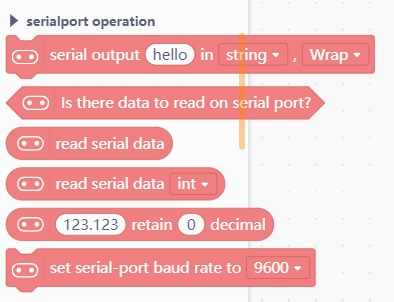 serialport operation
serial output hello in string , Wrap
Is there data to read on serial port?
read serial data
read serial data int
123.123 retain 0 decimal
set serial-port baud rate to 9600